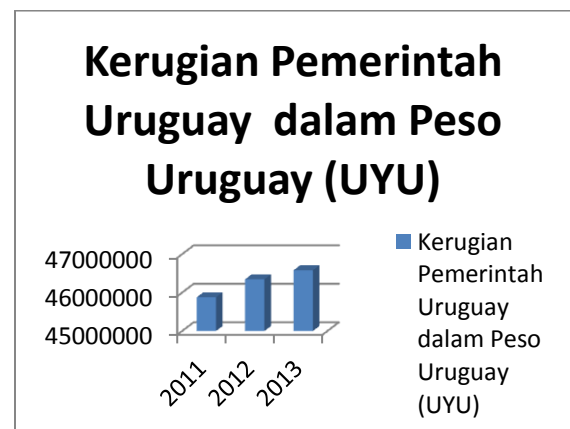 Kerugian Pemerintah
Uruguay  dalam Peso
Uruguay (UYU)
47000000
46000000
45000000
2011
2012
2013
Kerugian
Pemerintah
Uruguay
dalam Peso
Uruguay
(UYU)